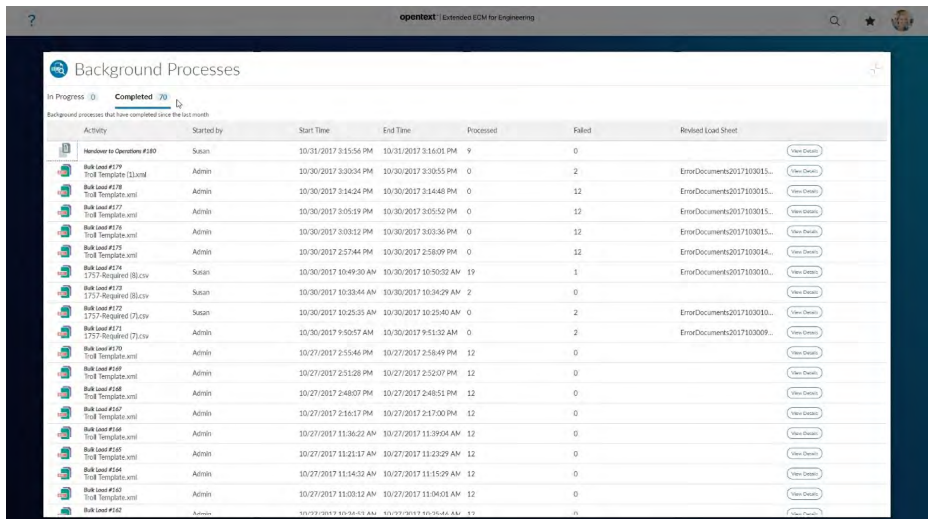 ?
opentext™ | Extended ECM for Engineering
Background Processes
In Progress 0 Completed 70
Background processes that have completed since the last month
Activity Started by Start Time End Time Processed Failed Revised Load Sheet
Handover to Operations #180 Susan 10/31/2017 3:15:56 PM 10/31/2017 3:16:01 PM 9 0 View Details
Bulk Load #179
Troll Template (1).xml Admin 10/30/2017 3:30:34 PM 10/30/2017 3:30:55 PM 0 2 ErrorDocuments2017103015... View Details
Bulk Load #178
Troll Template.xml Admin 10/30/2017 3:14:24 PM 10/30/2017 3:14:48 PM 0 12 ErrorDocuments2017103015... View Details
Bulk Load #177
Troll Template.xml Admin 10/30/2017 3:05:19 PM 10/30/2017 3:05:52 PM 0 12 ErrorDocuments2017103015... View Details
Bulk Load #176
Troll Template.xml Admin 10/30/2017 3:03:12 PM 10/30/2017 3:03:36 PM 0 12 ErrorDocuments2017103015... View Details
Bulk Load #175
Troll Template.xml Admin 10/30/2017 2:57:44 PM 10/30/2017 2:58:09 PM 0 12 ErrorDocuments2017103014... View Details
Bulk Load #174
1757-Required (8).csv Susan 10/30/2017 10:49:30 AM 10/30/2017 10:50:32 AM 19 1 ErrorDocuments2017103010... View Details
Bulk Load #173
1757-Required (8).csv Susan 10/30/2017 10:33:44 AM 10/30/2017 10:34:29 AM 2 0 View Details
Bulk Load #172
1757-Required (7).csv Susan 10/30/2017 10:25:35 AM 10/30/2017 10:25:40 AM 0 2 ErrorDocuments2017103010... View Details
Bulk Load #171
1757-Required (7).csv Admin 10/30/2017 9:50:57 AM 10/30/2017 9:51:32 AM 0 2 ErrorDocuments2017103009... View Details
Bulk Load #170
Troll Template.xml Admin 10/27/2017 2:55:46 PM 10/27/2017 2:58:49 PM 12 0 View Details
Bulk Load #169
Troll Template.xml Admin 10/27/2017 2:51:28 PM 10/27/2017 2:52:07 PM 12 0 View Details
Bulk Load #168
Troll Template.xml Admin 10/27/2017 2:48:07 PM 10/27/2017 2:48:51 PM 12 0 View Details
Bulk Load #167
Troll Template.xml Admin 10/27/2017 2:16:17 PM 10/27/2017 2:17:00 PM 12 0 View Details
Bulk Load #166
Troll Template.xml Admin 10/27/2017 11:36:22 AM 10/27/2017 11:39:04 AM 12 0 View Details
Bulk Load #165
Troll Template.xml Admin 10/27/2017 11:21:17 AM 10/27/2017 11:23:29 AM 12 0 View Details
Bulk Load #164
Troll Template.xml Admin 10/27/2017 11:14:32 AM 10/27/2017 11:15:29 AM 12 0 View Details
Bulk Load #163
Troll Template.xml Admin 10/27/2017 11:03:12 AM 10/27/2017 11:04:01 AM 12 0 View Details
Bulk Load #162
Admin 12 0 View Details